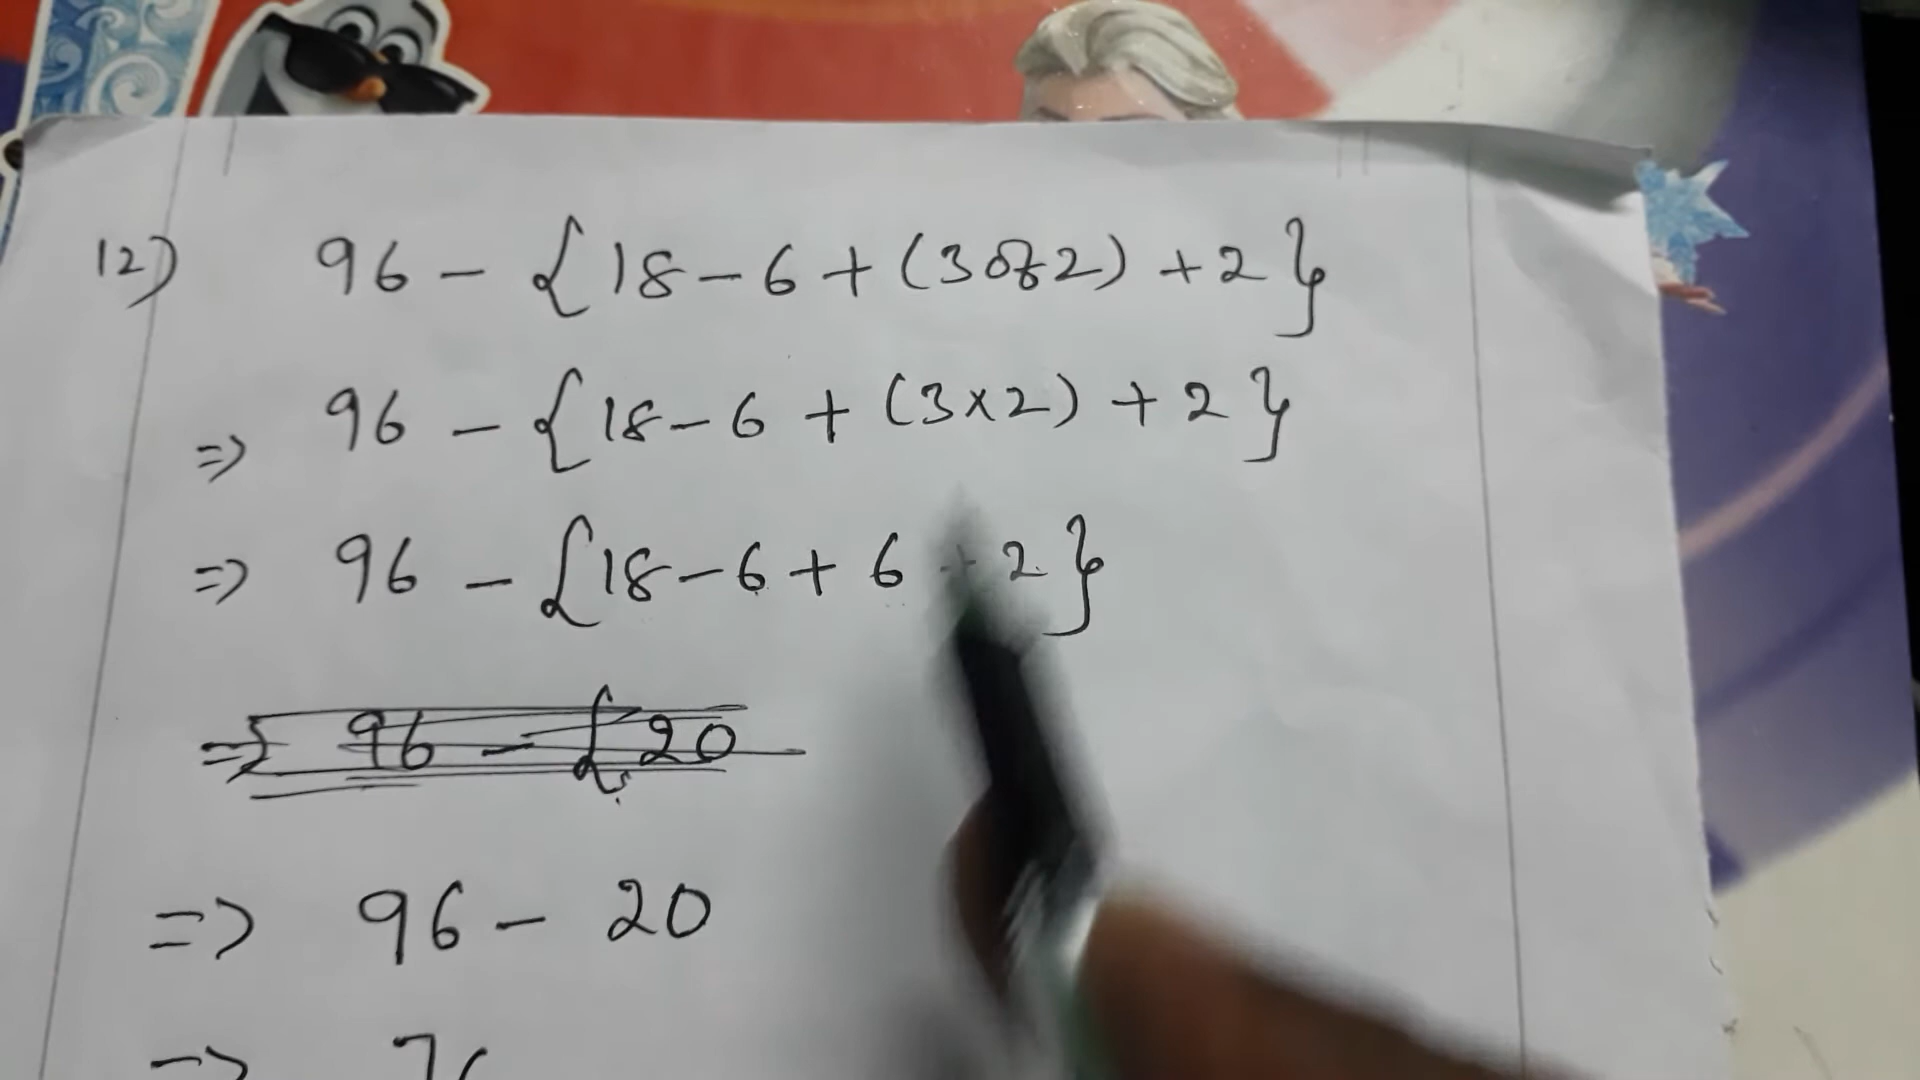 12) 96 - {18 - 6 + (3 of 2) + 2}
=> 96 - {18 - 6 + (3 × 2) + 2}
=> 96 - {18 - 6 + 6 + 2}
=> 96 - {20
=> 96 - 20
=> 76